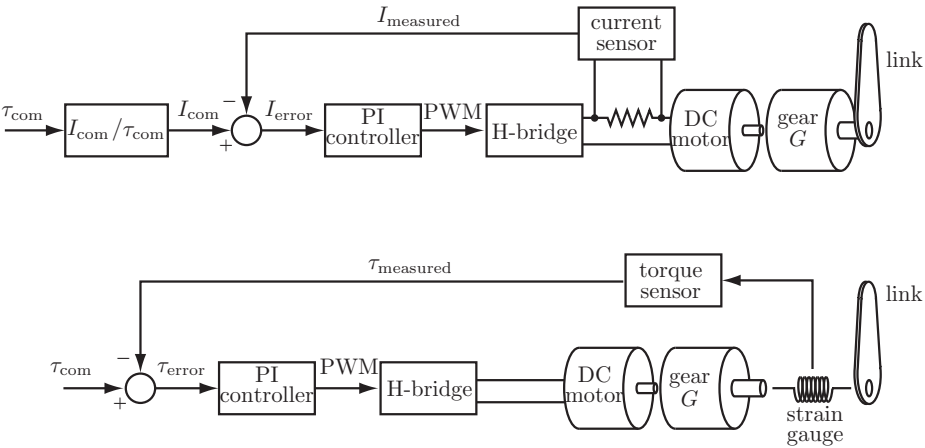 I_measured
current
sensor
link
τ_com
I_com/τ_com
I_com
−
+
I_error
PI
controller
PWM
H-bridge
DC
motor
gear
G
τ_measured
torque
sensor
link
τ_com
−
+
τ_error
PI
controller
PWM
H-bridge
DC
motor
gear
G
strain
gauge